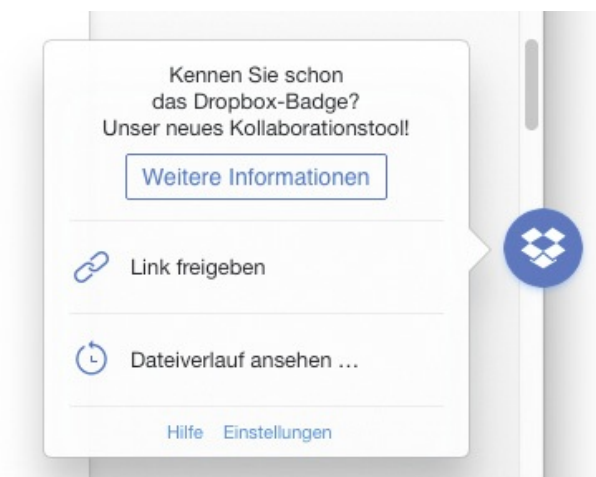 Kennen Sie schon
das Dropbox-Badge?
Unser neues Kollaborationstool!
Weitere Informationen
Link freigeben
Dateiverlauf ansehen …
Hilfe Einstellungen